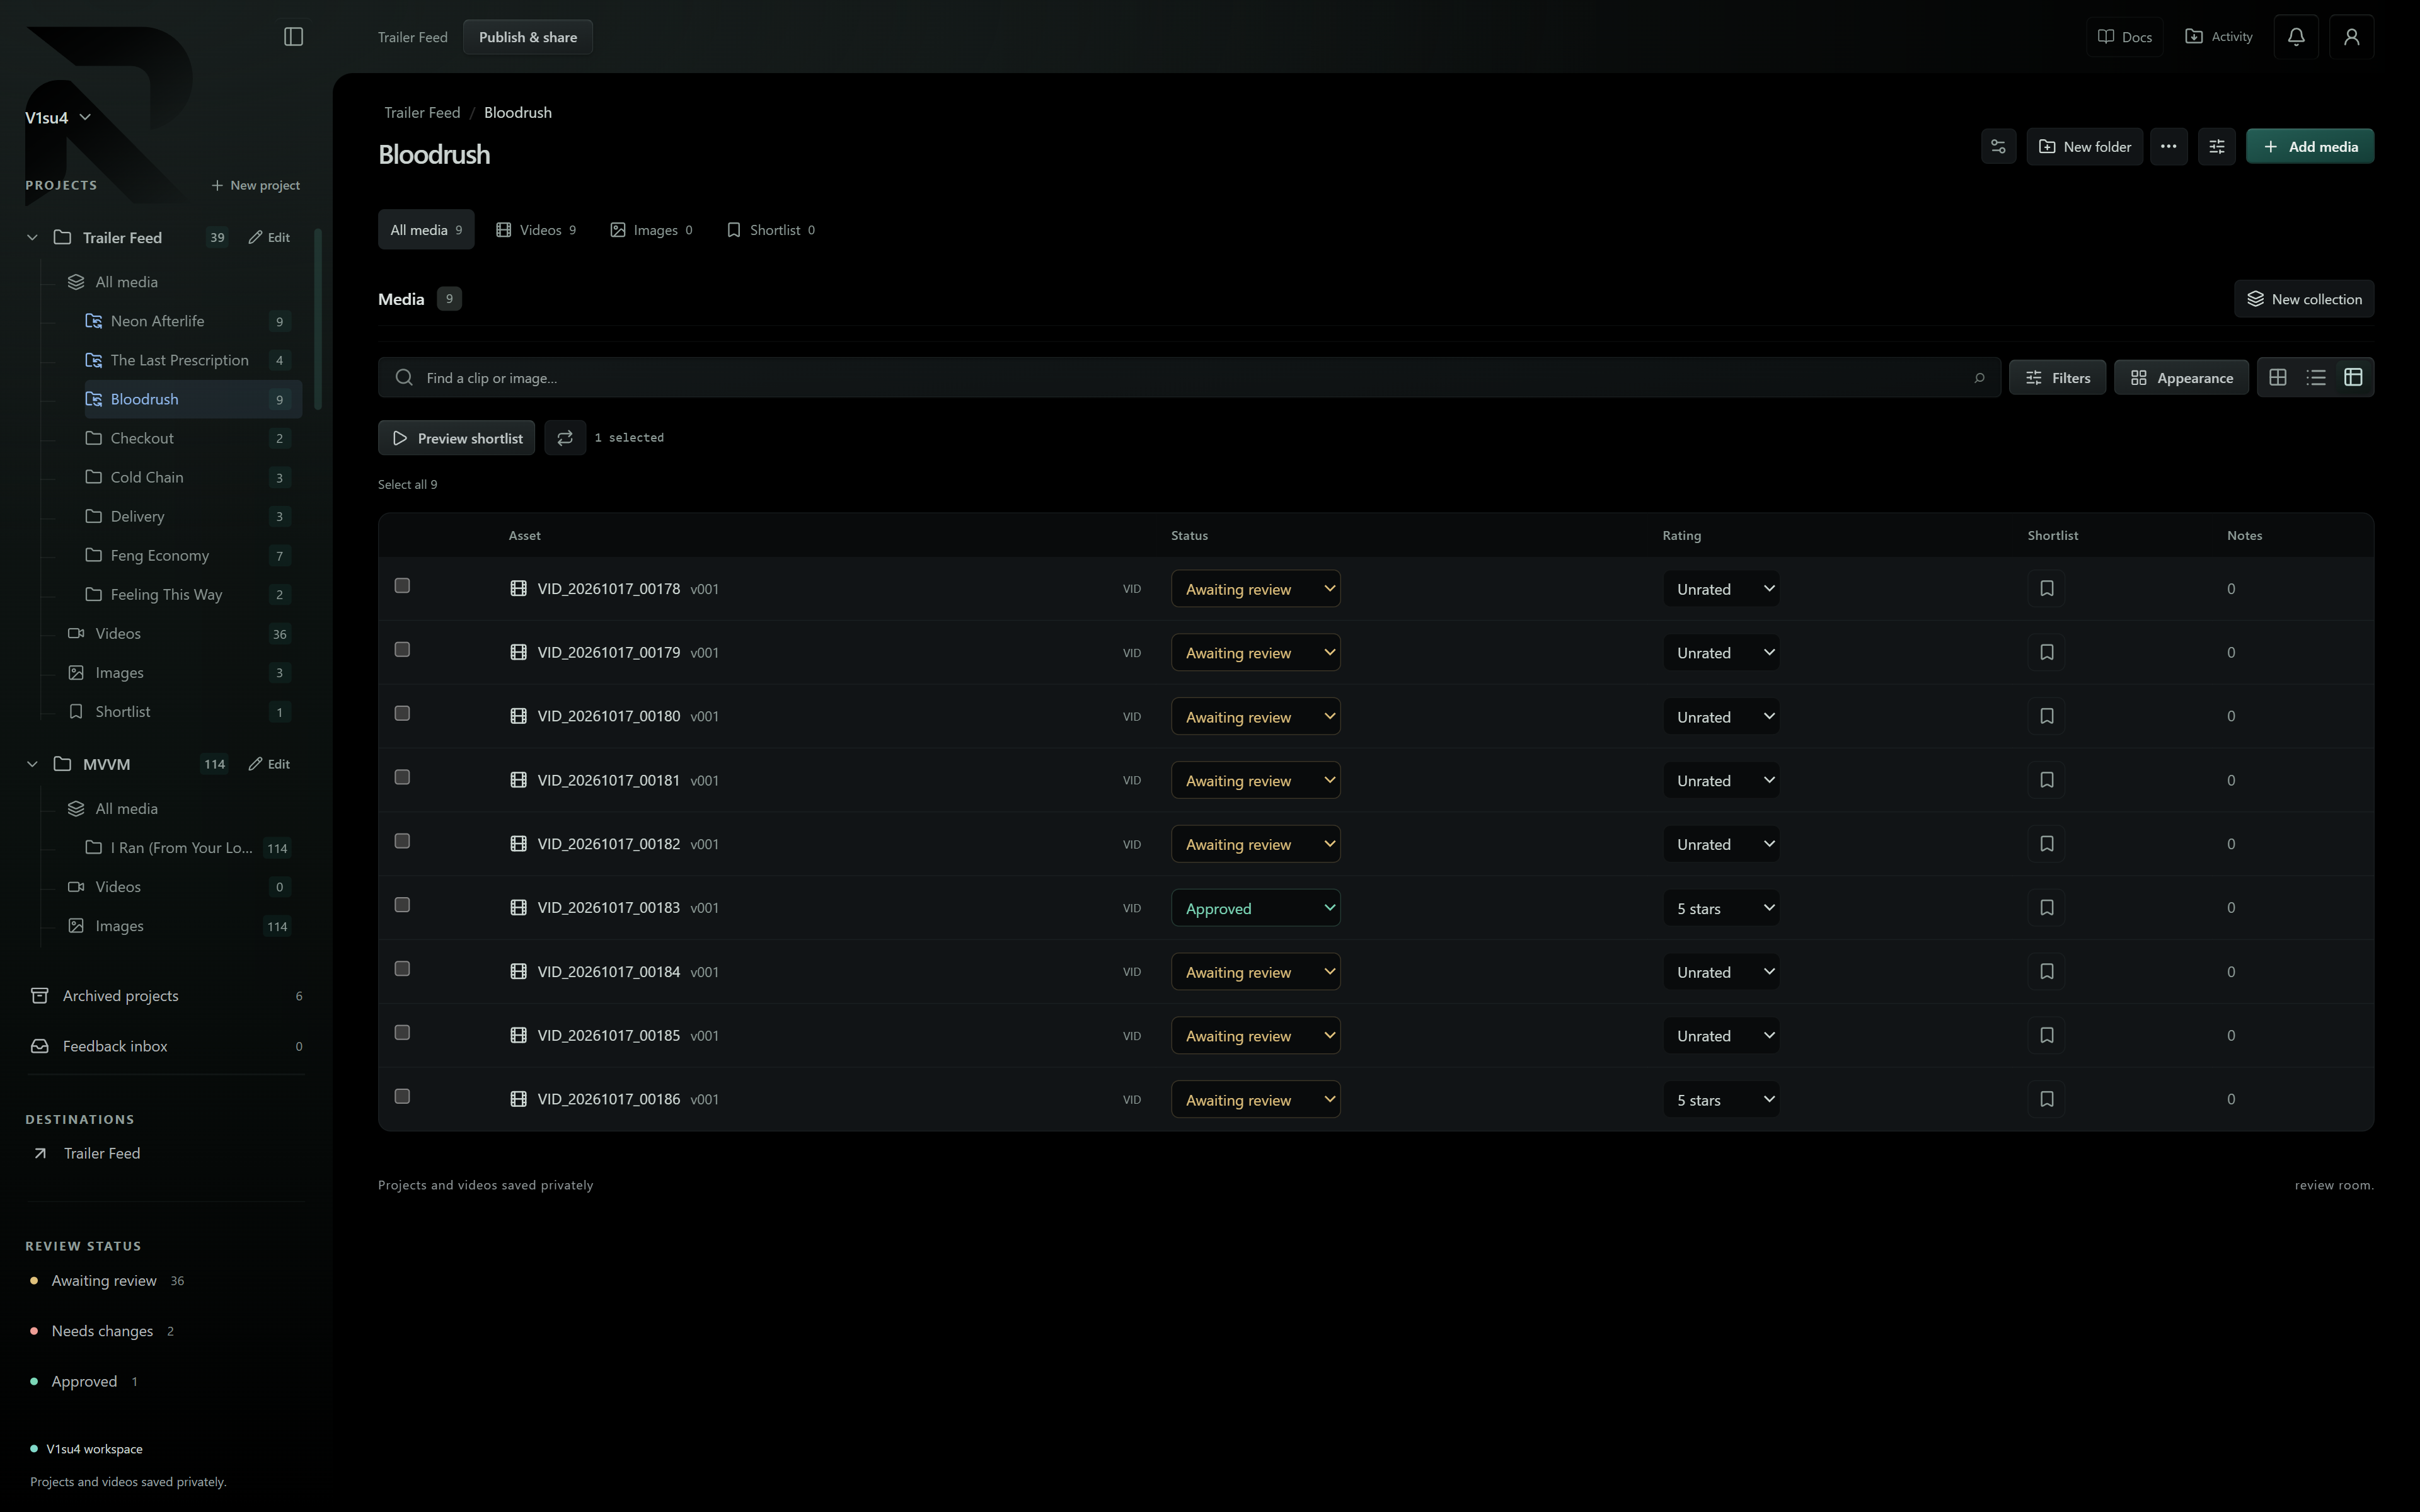 Trailer Feed
Publish & share
Docs
Activity
V1su4
PROJECTS
New project
Trailer Feed 39 Edit
All media
Neon Afterlife 9
The Last Prescription 4
Bloodrush 9
Checkout 2
Cold Chain 3
Delivery 3
Feng Economy 7
Feeling This Way 2
Videos 36
Images 3
Shortlist 1
MVVM 114 Edit
All media
I Ran (From Your Lo... 114
Videos 0
Images 114
Archived projects 6
Feedback inbox 0
DESTINATIONS
Trailer Feed
REVIEW STATUS
Awaiting review 36
Needs changes 2
Approved 1
V1su4 workspace
Projects and videos saved privately.
Trailer Feed / Bloodrush
Bloodrush
New folder
Add media
All media 9 Videos 9 Images 0 Shortlist 0
Media 9
New collection
Find a clip or image...
Filters
Appearance
Preview shortlist
1 selected
Select all 9
Asset Status Rating Shortlist Notes
VID_20261017_00178 v001 VID Awaiting review Unrated 0
VID_20261017_00179 v001 VID Awaiting review Unrated 0
VID_20261017_00180 v001 VID Awaiting review Unrated 0
VID_20261017_00181 v001 VID Awaiting review Unrated 0
VID_20261017_00182 v001 VID Awaiting review Unrated 0
VID_20261017_00183 v001 VID Approved 5 stars 0
VID_20261017_00184 v001 VID Awaiting review Unrated 0
VID_20261017_00185 v001 VID Awaiting review Unrated 0
VID_20261017_00186 v001 VID Awaiting review 5 stars 0
Projects and videos saved privately
review room.